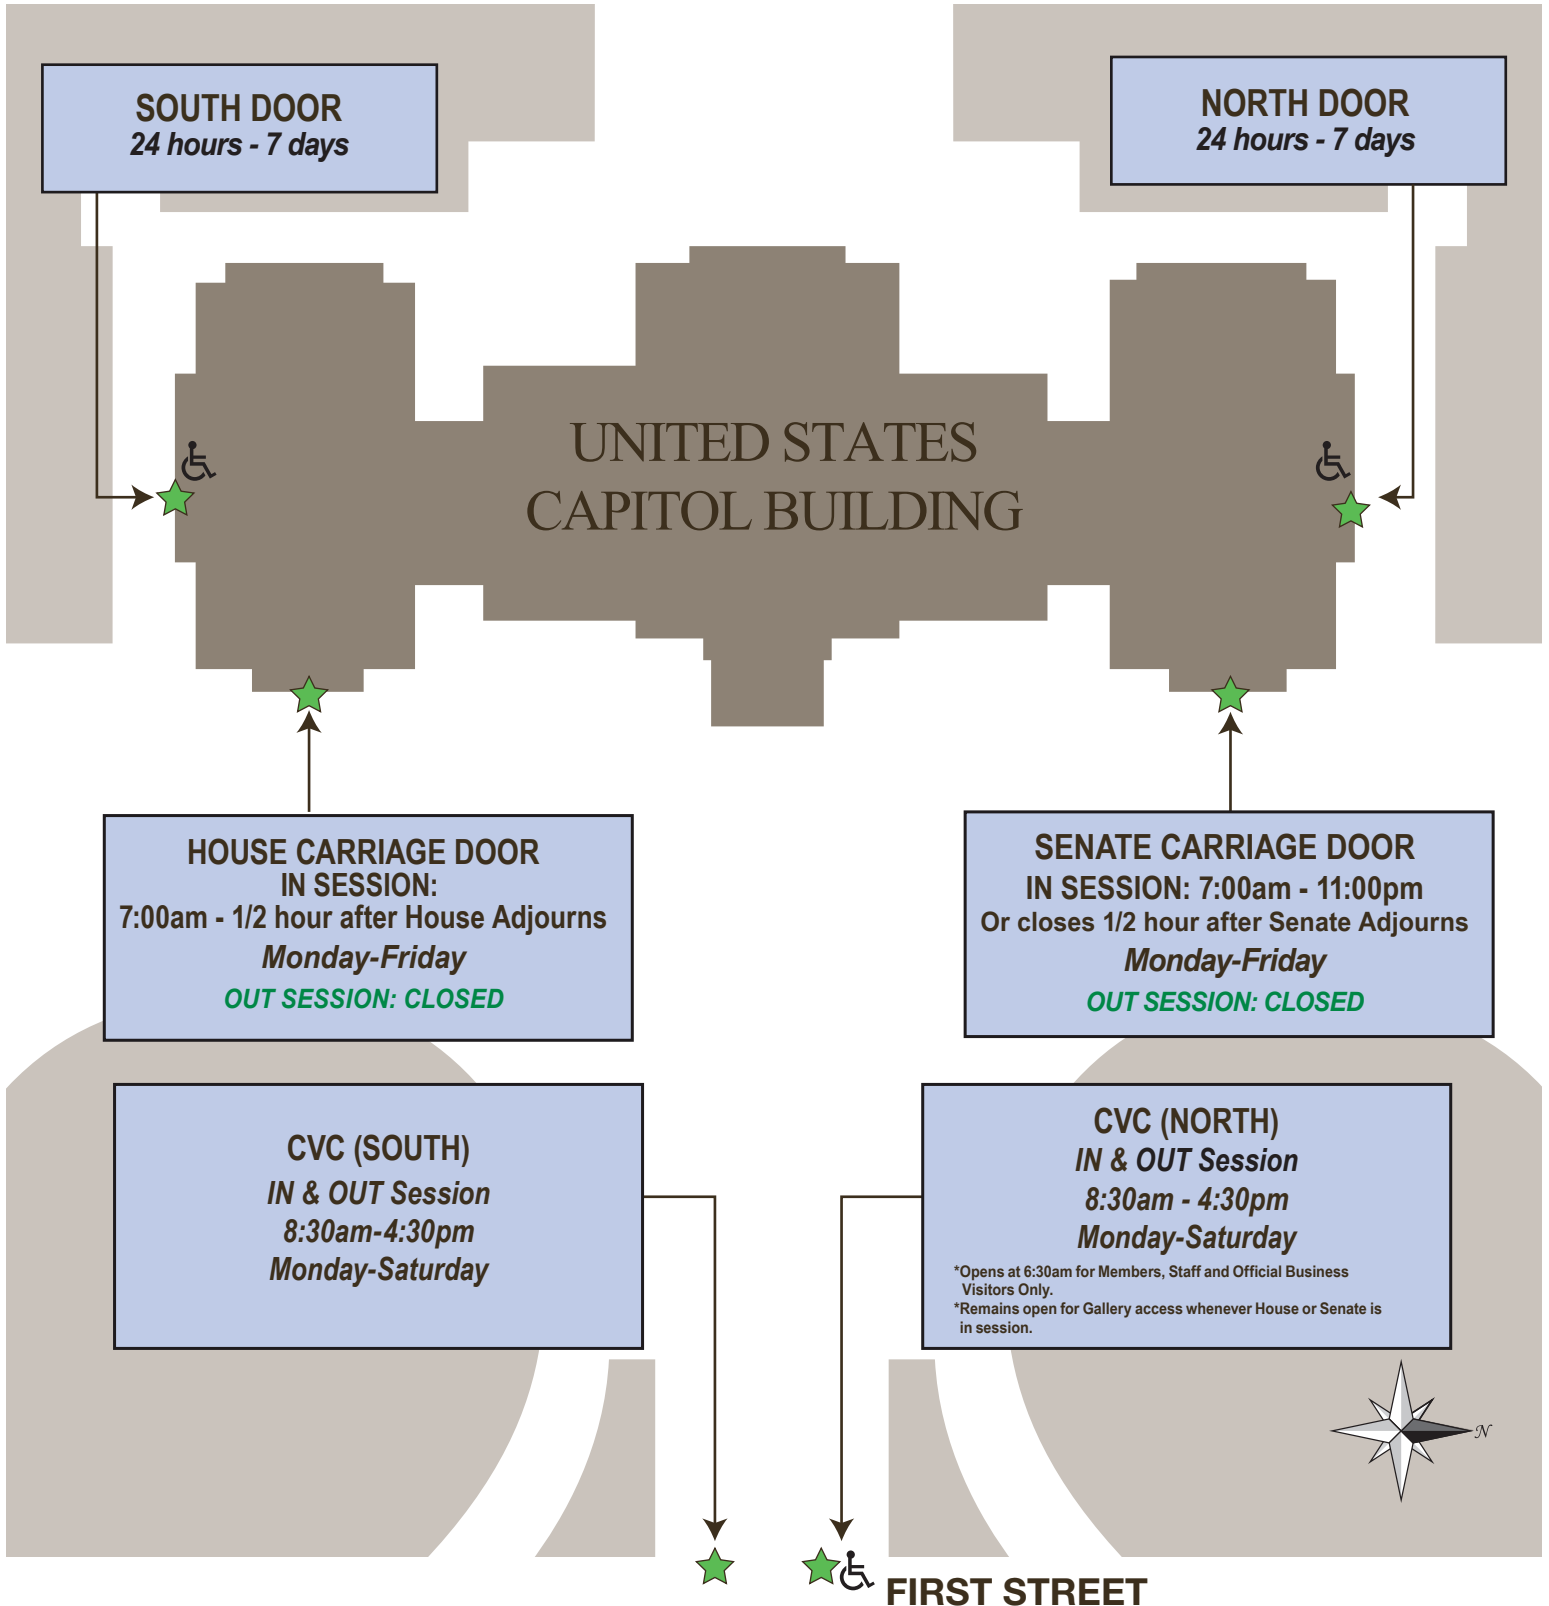 SOUTH DOOR
24 hours - 7 days
NORTH DOOR
24 hours - 7 days
UNITED STATES
CAPITOL BUILDING
HOUSE CARRIAGE DOOR
IN SESSION:
7:00am - 1/2 hour after House Adjourns
Monday-Friday
OUT SESSION: CLOSED
SENATE CARRIAGE DOOR
IN SESSION: 7:00am - 11:00pm
Or closes 1/2 hour after Senate Adjourns
Monday-Friday
OUT SESSION: CLOSED
CVC (SOUTH)
IN & OUT Session
8:30am-4:30pm
Monday-Saturday
CVC (NORTH)
IN & OUT Session
8:30am - 4:30pm
Monday-Saturday
*Opens at 6:30am for Members, Staff and Official Business
Visitors Only.
*Remains open for Gallery access whenever House or Senate is
in session.
N
FIRST STREET